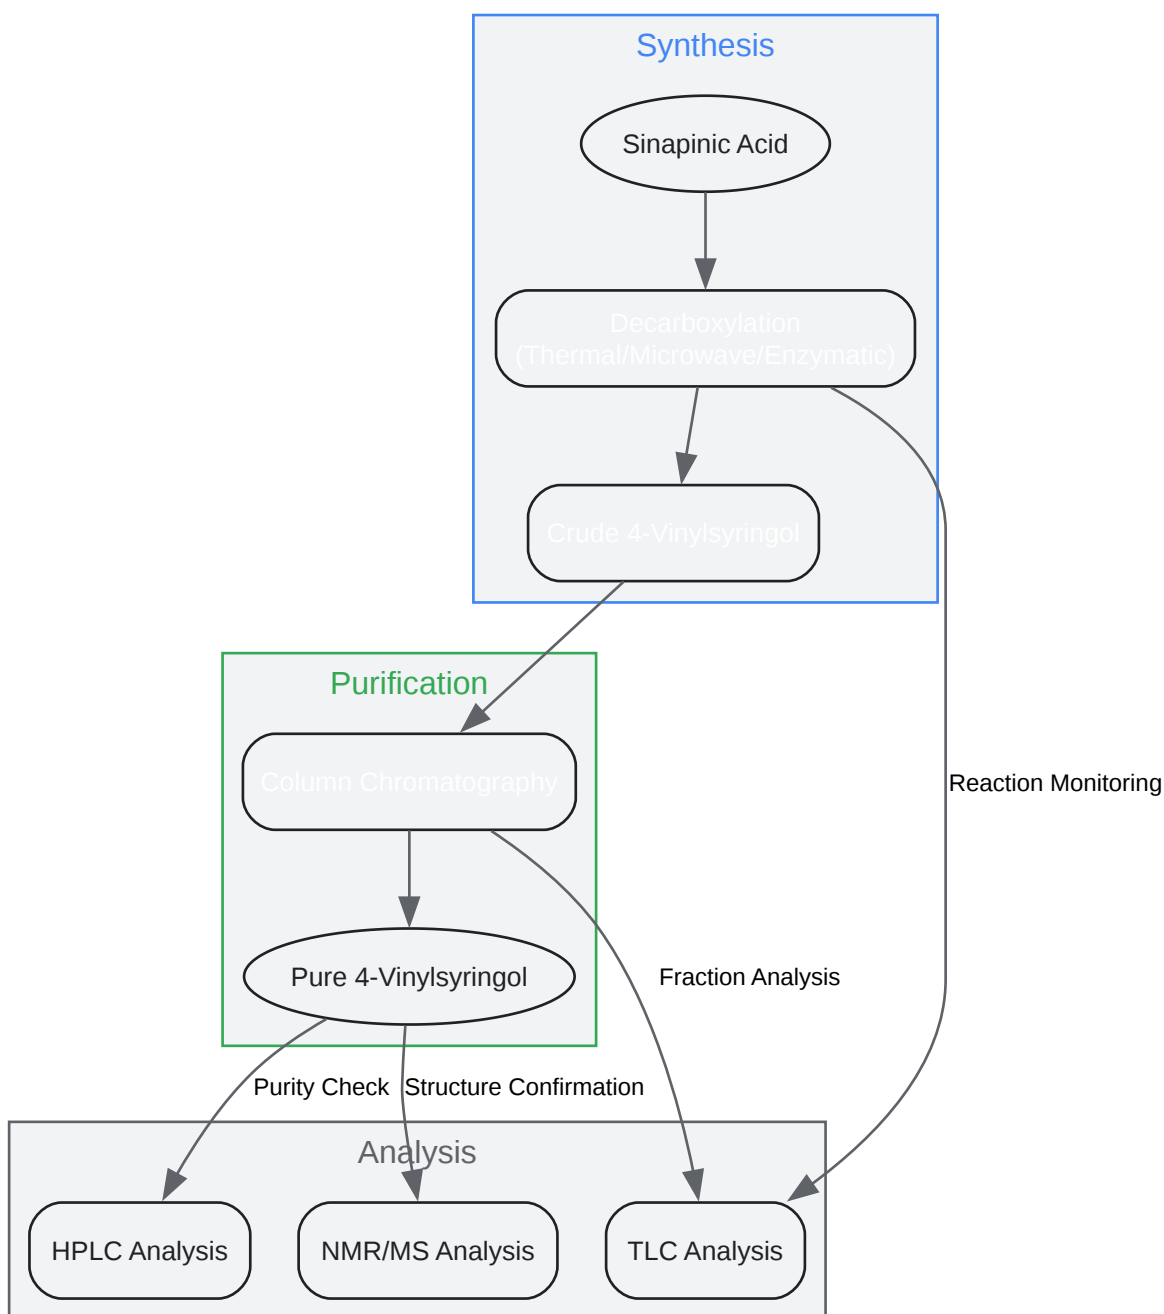 Synthesis
Sinapinic Acid
Decarboxylation
(Thermal/Microwave/Enzymatic)
Crude 4-Vinylsyringol
Purification
Column Chromatography
Reaction Monitoring
Pure 4-Vinylsyringol
Fraction Analysis
Purity Check
Structure Confirmation
Analysis
HPLC Analysis
NMR/MS Analysis
TLC Analysis